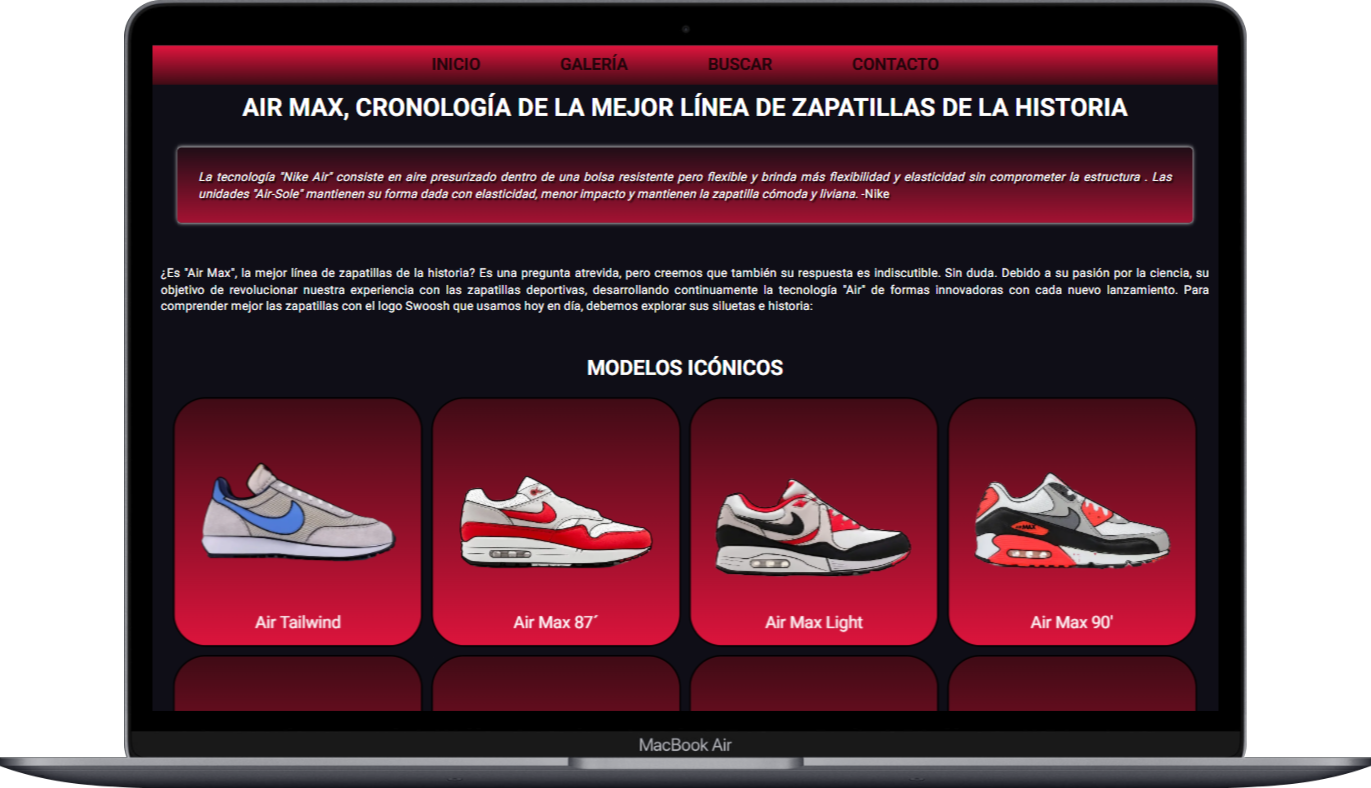 INICIO GALERÍA BUSCAR CONTACTO
AIR MAX, CRONOLOGÍA DE LA MEJOR LÍNEA DE ZAPATILLAS DE LA HISTORIA
La tecnología "Nike Air" consiste en aire presurizado dentro de una bolsa resistente pero flexible y brinda más flexibilidad y elasticidad sin comprometer la estructura . Las
unidades "Air-Sole" mantienen su forma dada con elasticidad, menor impacto y mantienen la zapatilla cómoda y liviana. -Nike
¿Es "Air Max", la mejor línea de zapatillas de la historia? Es una pregunta atrevida, pero creemos que también su respuesta es indiscutible. Sin duda. Debido a su pasión por la ciencia, su
objetivo de revolucionar nuestra experiencia con las zapatillas deportivas, desarrollando continuamente la tecnología "Air" de formas innovadoras con cada nuevo lanzamiento. Para
comprender mejor las zapatillas con el logo Swoosh que usamos hoy en día, debemos explorar sus siluetas e historia:
MODELOS ICÓNICOS
Air Tailwind Air Max 87´ Air Max Light Air Max 90'
MacBook Air